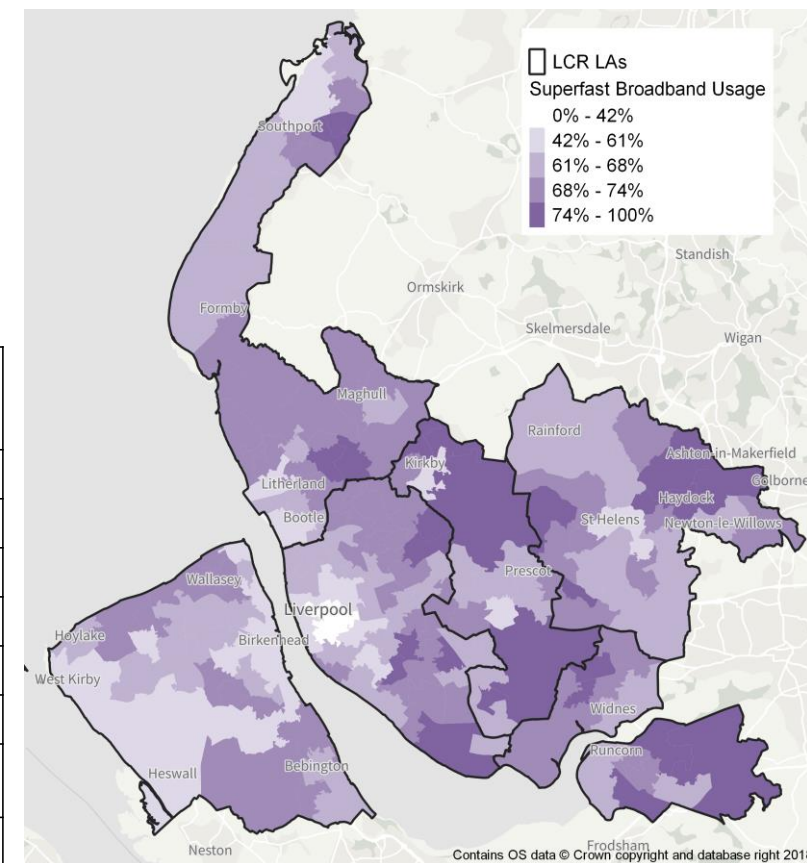 LCR LAs
Superfast Broadband Usage
0% - 42%
42% - 61%
61% - 68%
68% - 74%
74% - 100%
Southport
Standish
Ormskirk
Formby
Skelmersdale
Wigan
Maghull
Rainford
Ashton-in-Makerfield
Kirkby
Golborne
Litherland
Haydock
Bootle
St Helens
Newton-le-Willows
Prescot
Wallasey
Liverpool
Hoylake
Birkenhead
West Kirby
Widnes
Runcorn
Heswall
Bebington
Neston
Frodsham
Contains OS data © Crown copyright and database right 201